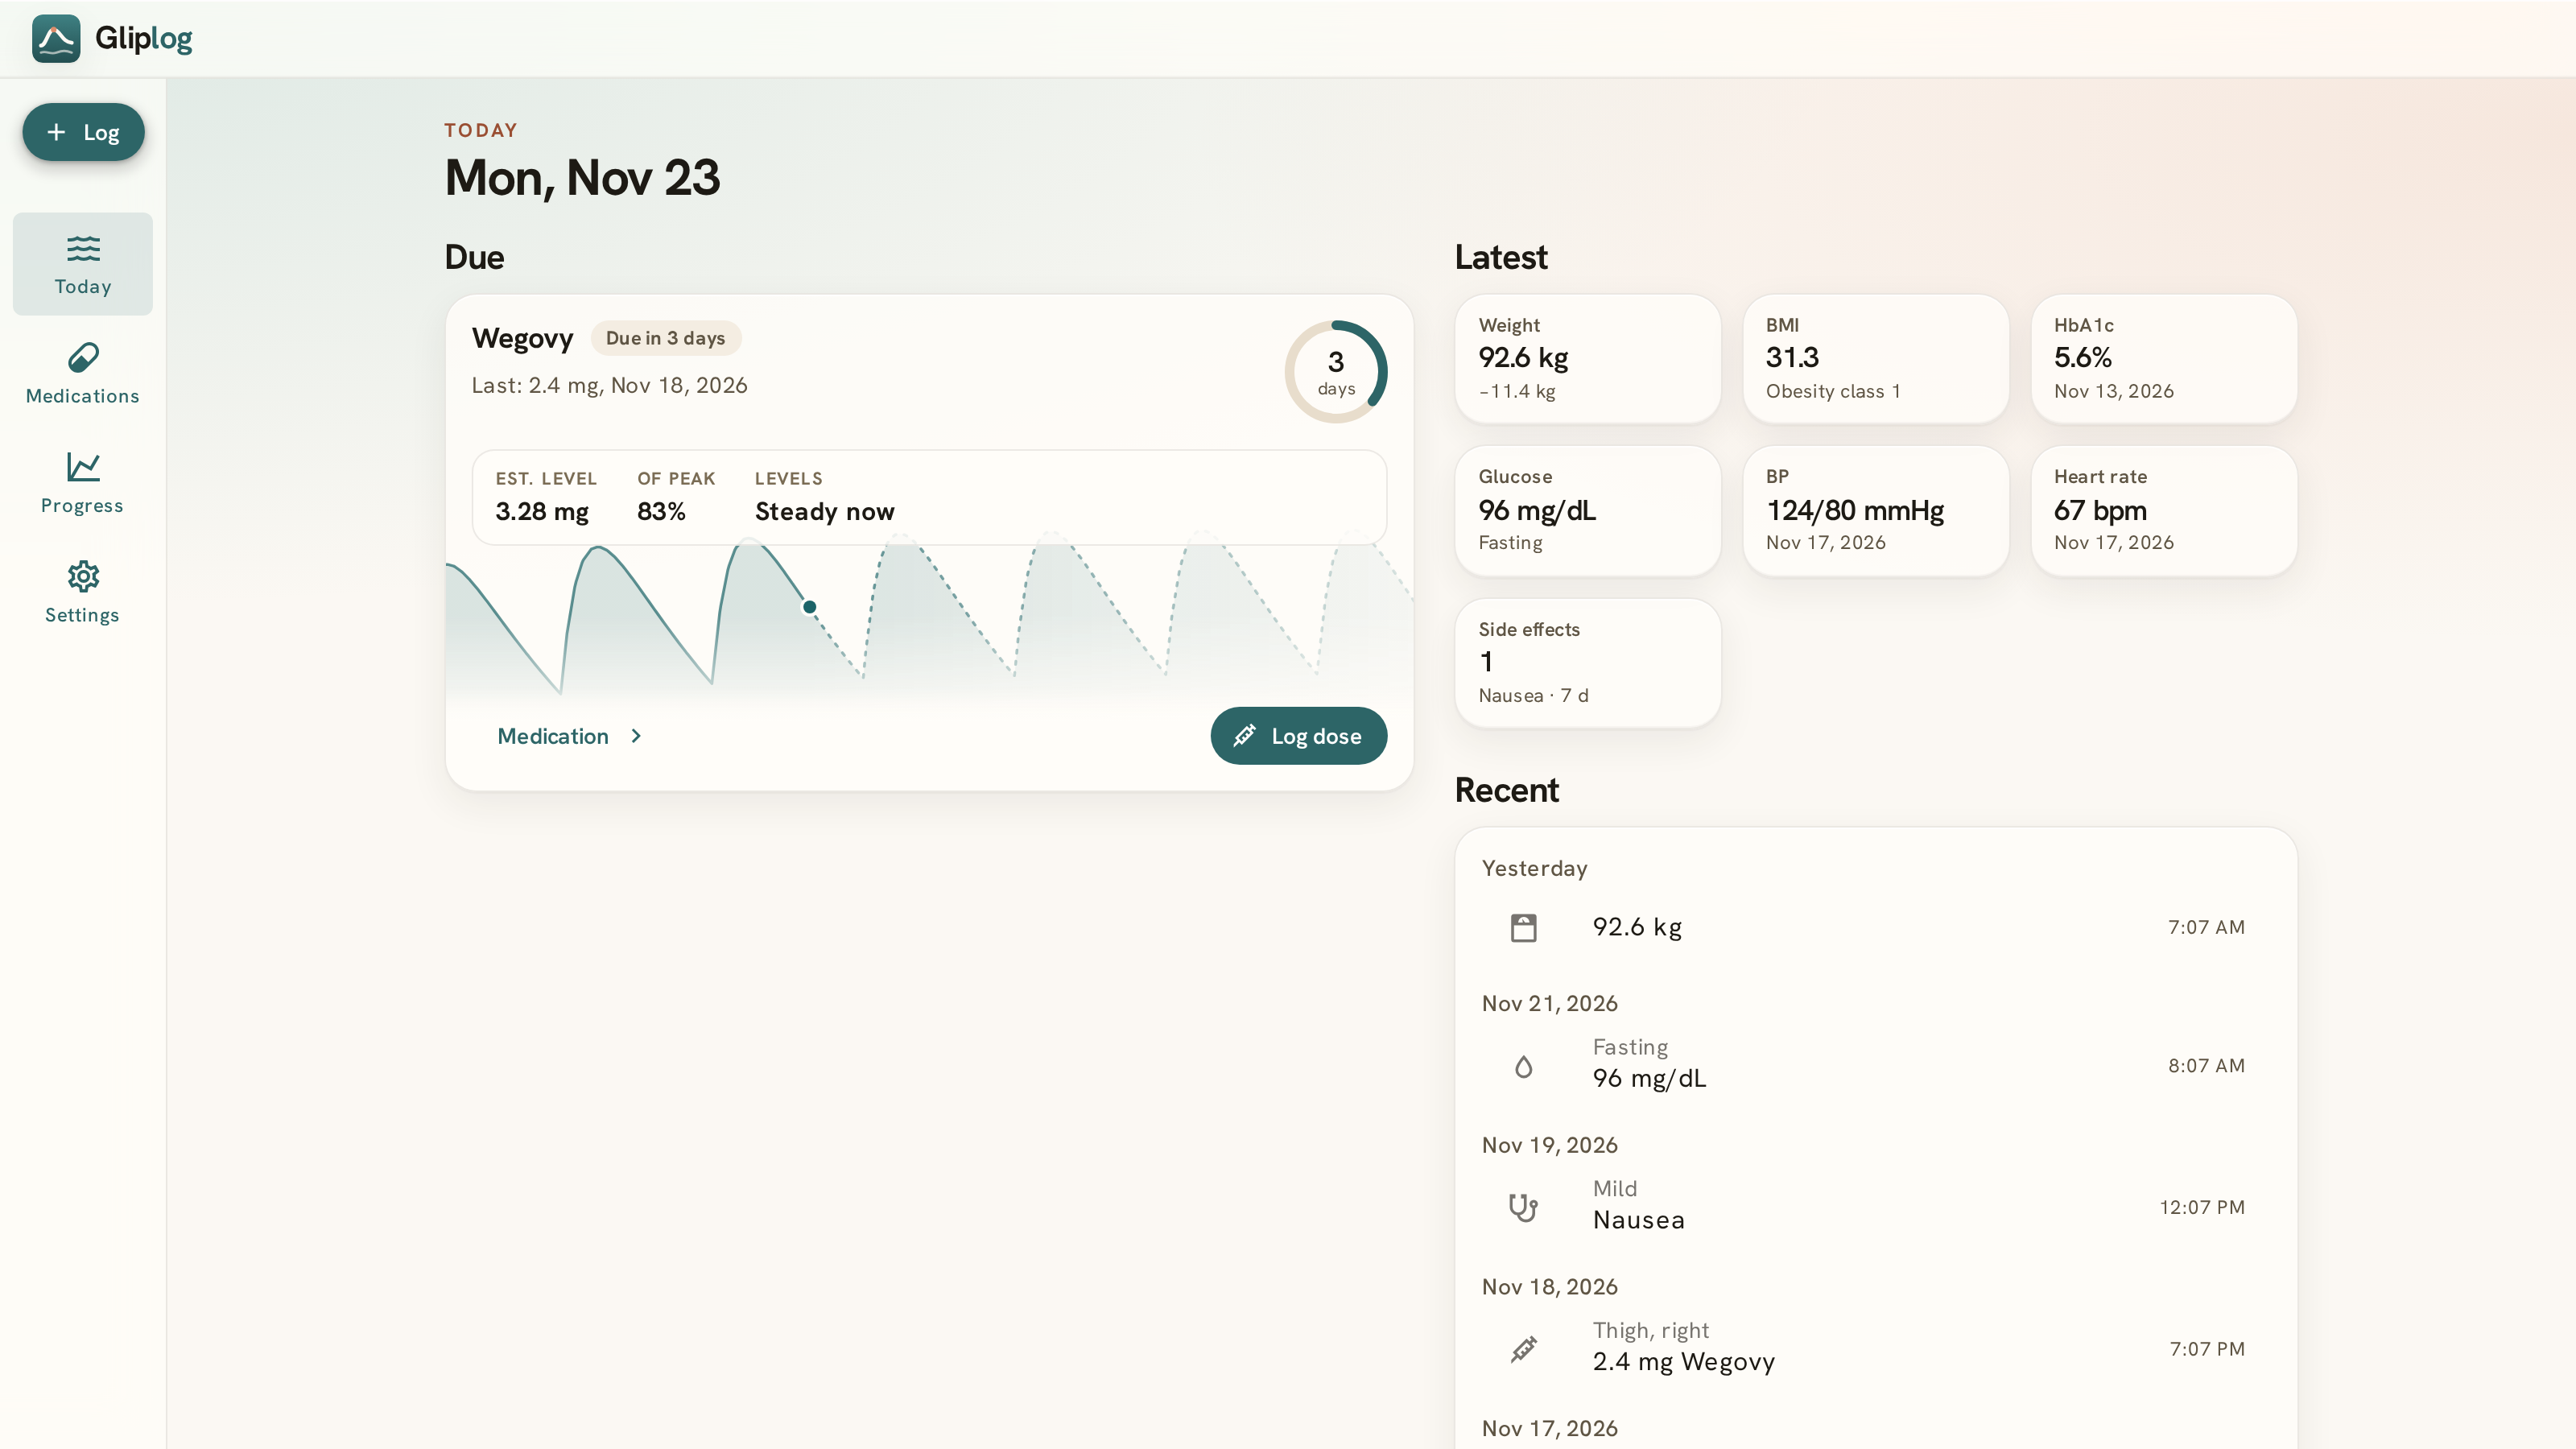 Gliplog
Log
Today
Medications
Progress
Settings
TODAY
Mon, Nov 23
Due
Wegovy
Due in 3 days
Last: 2.4 mg, Nov 18, 2026
3
days
EST. LEVEL
3.28 mg
OF PEAK
83%
LEVELS
Steady now
Medication
Log dose
Latest
Weight
92.6 kg
−11.4 kg
BMI
31.3
Obesity class 1
HbA1c
5.6%
Nov 13, 2026
Glucose
96 mg/dL
Fasting
BP
124/80 mmHg
Nov 17, 2026
Heart rate
67 bpm
Nov 17, 2026
Side effects
1
Nausea · 7 d
Recent
Yesterday
92.6 kg
7:07 AM
Nov 21, 2026
Fasting
96 mg/dL
8:07 AM
Nov 19, 2026
Mild
Nausea
12:07 PM
Nov 18, 2026
Thigh, right
2.4 mg Wegovy
7:07 PM
Nov 17, 2026